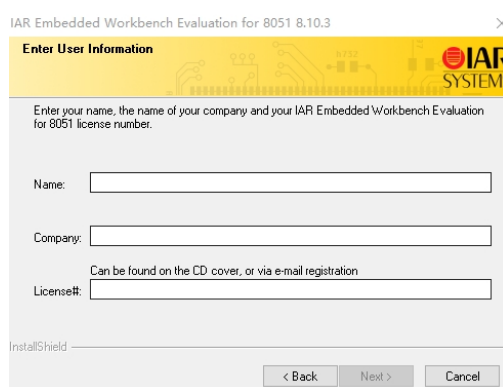 IAR Embedded Workbench Evaluation for 8051 8.10.3
Enter User Information
h732
IAR
SYSTEM
Enter your name, the name of your company and your IAR Embedded Workbench Evaluation
for 8051 license number.
Name:
Company:
Can be found on the CD cover, or via e-mail registration
License#:
InstallShield
< Back
Next >
Cancel